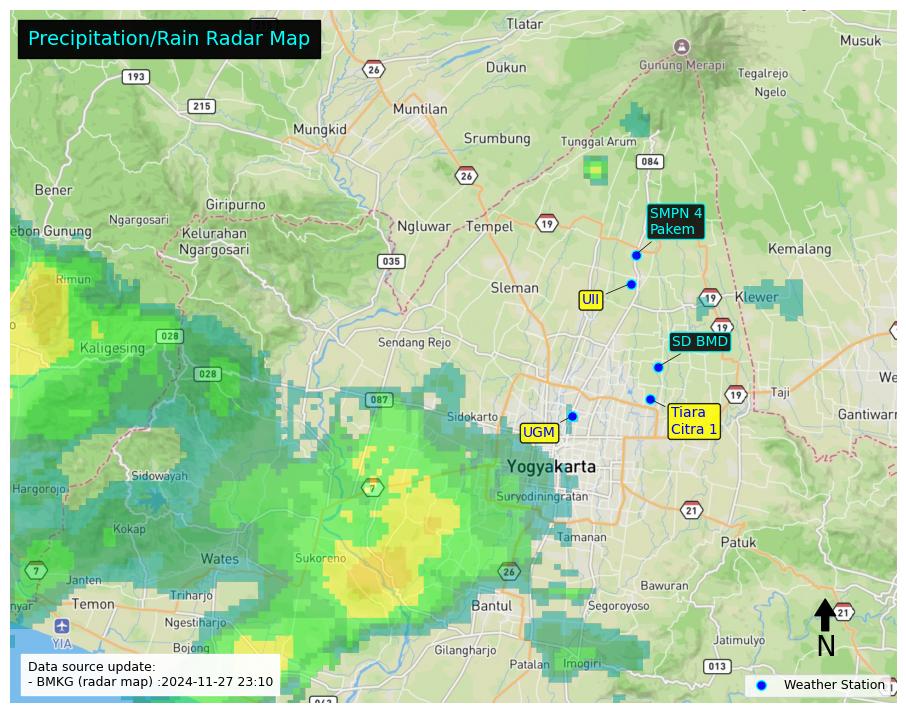 Precipitation/Rain Radar Map
Tlatar
Musuk
26
Dukun
Gunung Merapi
Tegalrejo
193
Ngelo
215
Muntilan
Mungkid
Srumbung
Tunggal Arum
084
26
Bener
Giripurno
SMPN 4
Pakem
Ngargosari
Ngluwar
Tempel
19
ebon Gunung
Kelurahan
Ngargosari
Kemalang
035
Rimun
Sleman
UII
19
Klewer
19
028
Kaligesing
Sendang Rejo
SD BMD
028
We
087
19
Taji
Sidokarto
Tiara
Citra 1
Gantiwarn
UGM
Yogyakarta
Sidowayah
Hargorojo
7
Suryodiningratan
21
Kokap
Tamanan
Patuk
Wates
Sukoreno
7
26
Janten
Bawuran
Temon
Triharjo
Bantul
Segoroyoso
21
nyar
Ngestiharjo
YIA
Jatimulyo
N
Bojong
Gilangharjo
Patalan
Imogiri
013
Data source update:
- BMKG (radar map) :2024-11-27 23:10
Weather Station